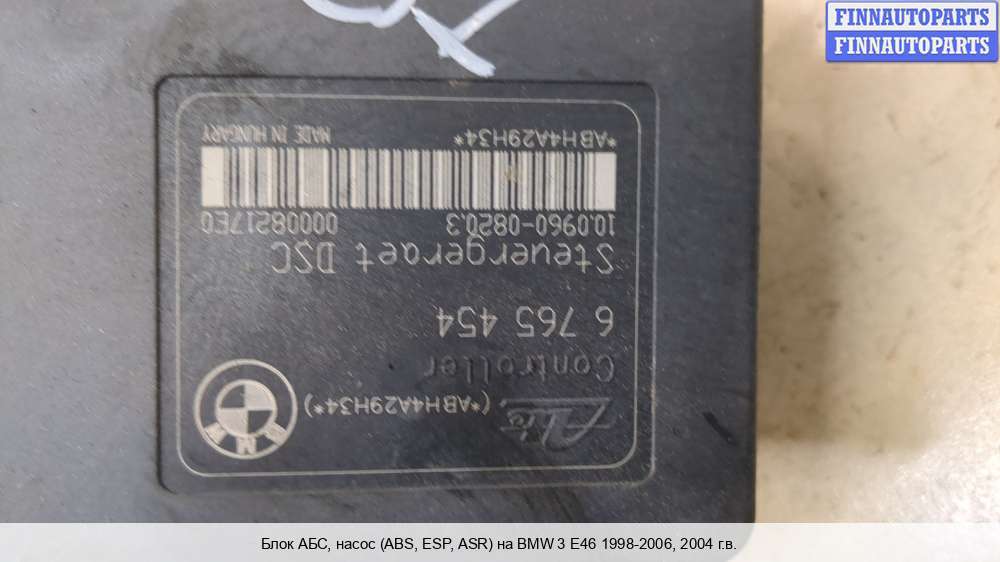 FINNAUTOPARTS
FINNAUTOPARTS
BMW
Ate
(*ABH4A29H34*)
Controller
6 765 454
Steuergeraet DSC
10.0960-0820.3 00008217E0
*ABH4A29H34* MADE IN HUNGARY
Блок АБС, насос (ABS, ESP, ASR) на BMW 3 E46 1998-2006, 2004 г.в.